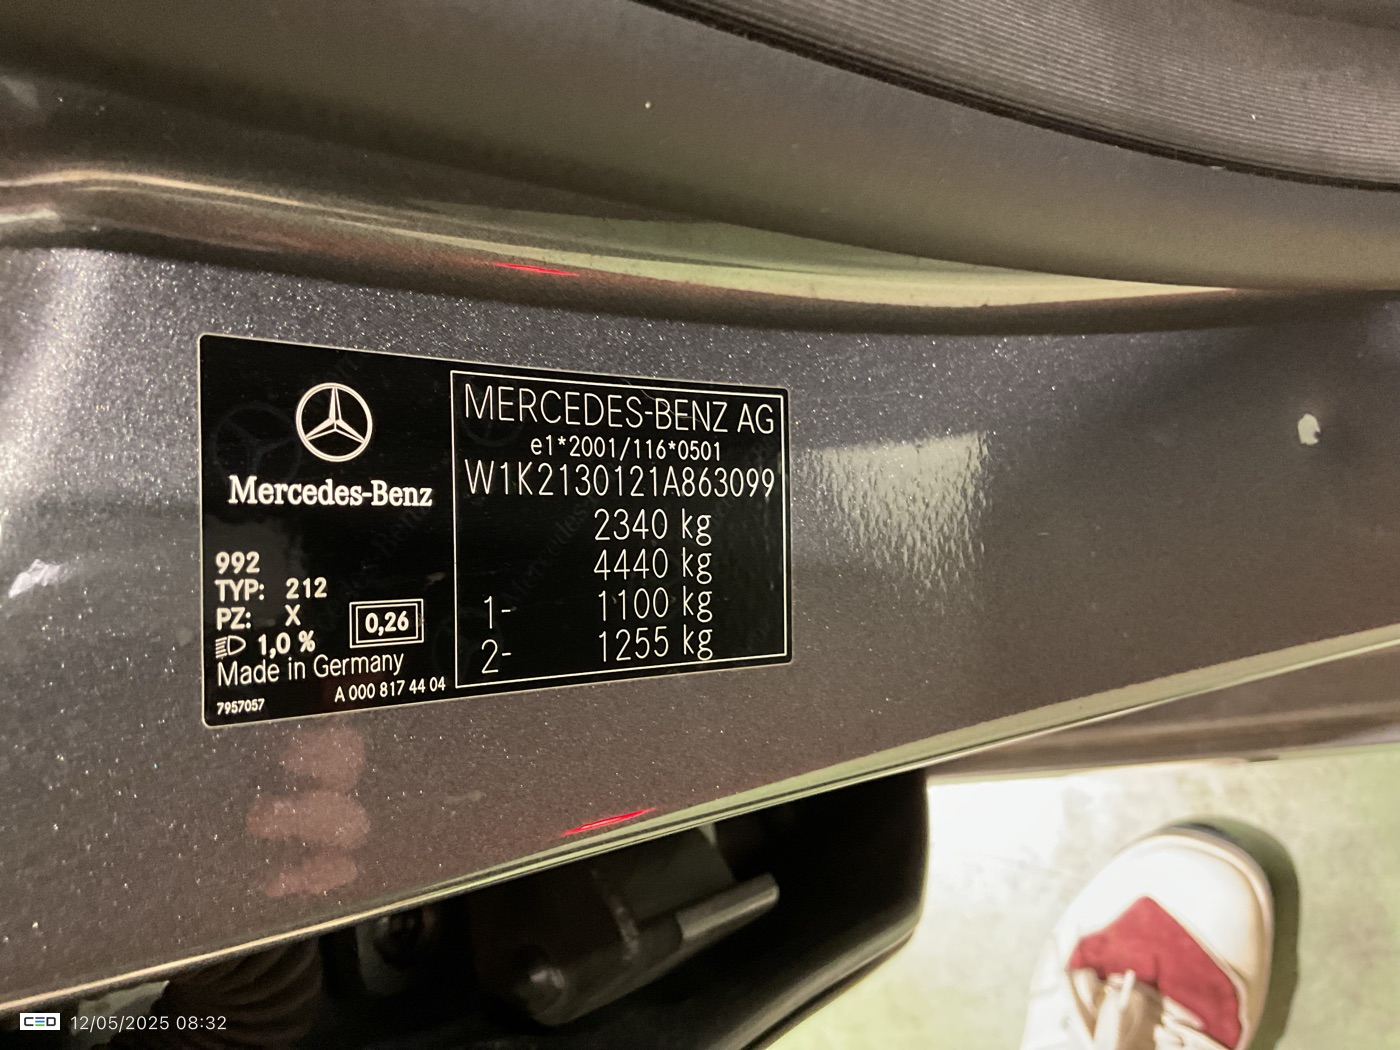 Mercedes-Benz
992
TYP: 212
PZ: X
1,0 %
0,26
Made in Germany
A 000 817 44 04
7957057
MERCEDES-BENZ AG
e1*2001/116*0501
W1K2130121A863099
2340 kg
4440 kg
1- 1100 kg
2- 1255 kg
CED 12/05/2025 08:32